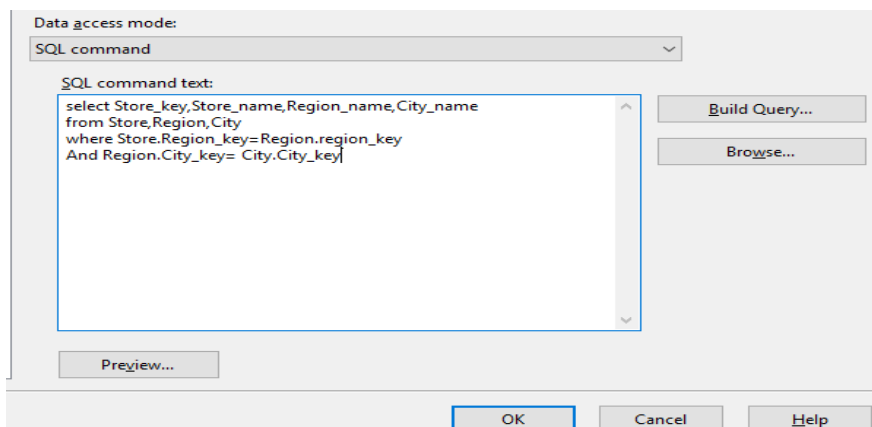 Data access mode:
SQL command
SQL command text:
select Store_key,Store_name,Region_name,City_name
from Store,Region,City
where Store.Region_key=Region.region_key
And Region.City_key= City.City_key
Build Query...
Browse...
Preview...
OK
Cancel
Help